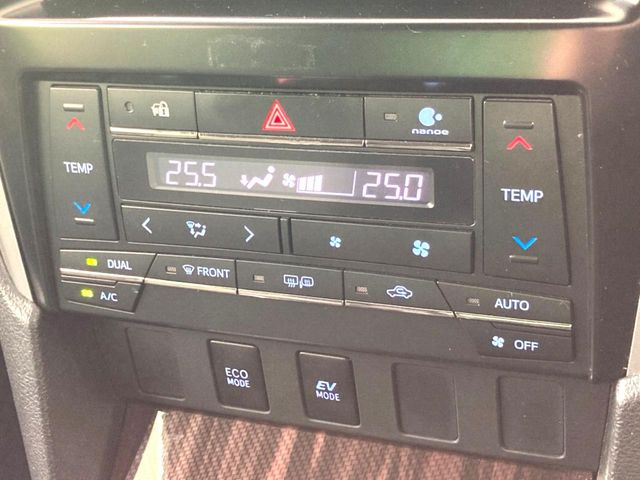 nanoe
25.5
25.0
TEMP
TEMP
DUAL
FRONT
A/C
AUTO
OFF
ECO
MODE
EV
MODE